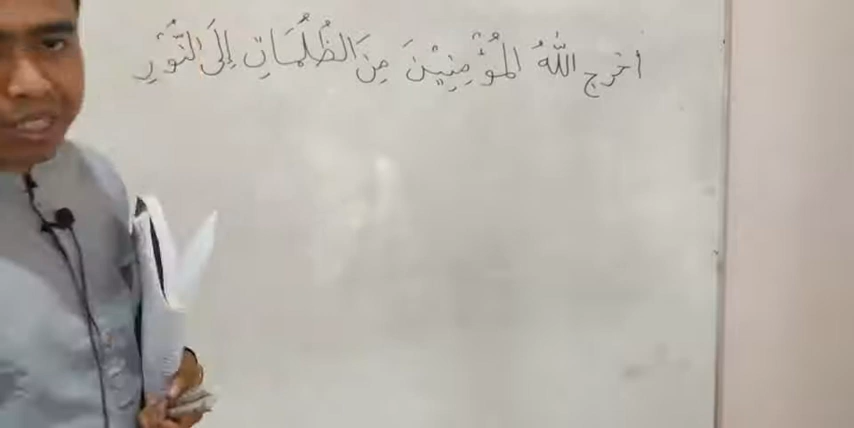 أخرج اللهُ المُؤْمِنِيْنَ مِنَ الظُّلُمَاتِ إِلَى النُّوْرِ